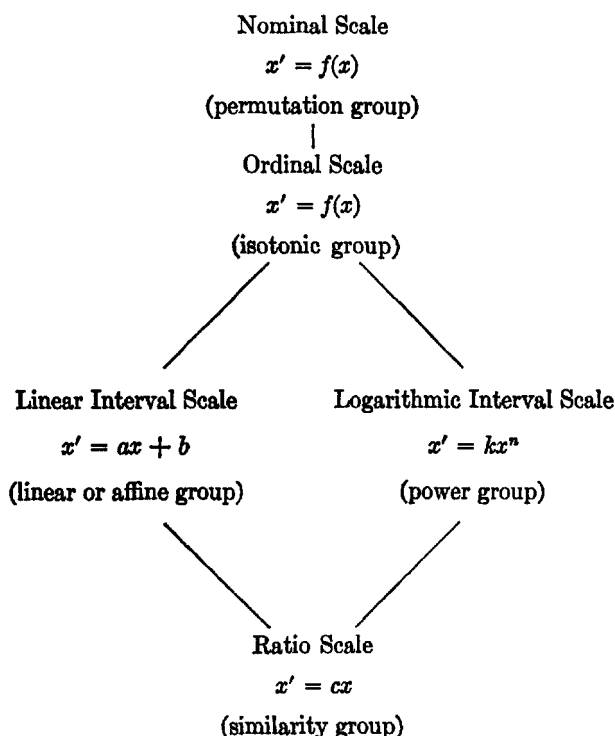 Nominal Scale
x′ = f(x)
(permutation group)
Ordinal Scale
x′ = f(x)
(isotonic group)
Linear Interval Scale
x′ = ax + b
(linear or affine group)
Logarithmic Interval Scale
x′ = kxⁿ
(power group)
Ratio Scale
x′ = cx
(similarity group)